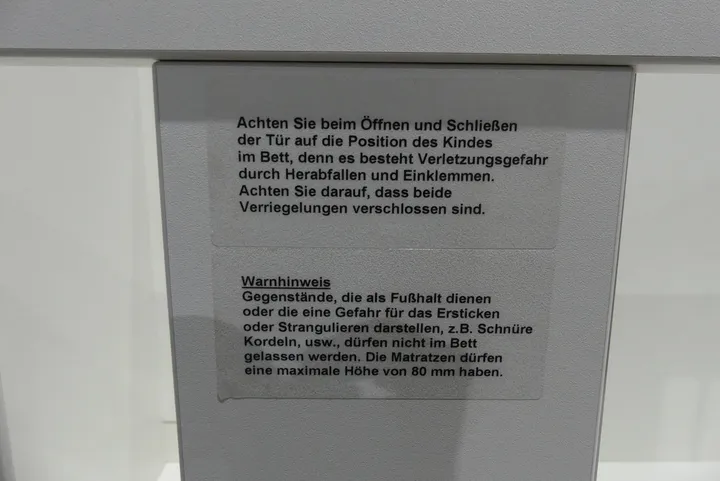 Achten Sie beim Öffnen und Schließen
der Tür auf die Position des Kindes
im Bett, denn es besteht Verletzungsgefahr
durch Herabfallen und Einklemmen.
Achten Sie darauf, dass beide
Verriegelungen verschlossen sind.
Warnhinweis
Gegenstände, die als Fußhalt dienen
oder die eine Gefahr für das Ersticken
oder Strangulieren darstellen, z.B. Schnüre
Kordeln, usw., dürfen nicht im Bett
gelassen werden. Die Matratzen dürfen
eine maximale Höhe von 80 mm haben.